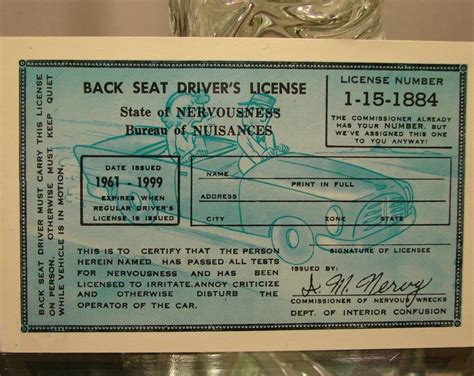 BACK SEAT DRIVER MUST CARRY THIS LICENSE
ON PERSON. OTHERWISE MUST KEEP QUIET
WHILE VEHICLE IS IN MOTION.
BACK SEAT DRIVER'S LICENSE
State of NERVOUSNESS
Bureau of NUISANCES
LICENSE NUMBER
1-15-1884
THE COMMISSIONER ALREADY
HAS YOUR NUMBER. BUT
WE'VE ASSIGNED THIS ONE
TO YOU ANYWAY!
DATE ISSUED
1961 - 1999
EXPIRES WHEN
REGULAR DRIVER'S
LICENSE IS ISSUED
NAME
PRINT IN FULL
ADDRESS
CITY ZONE STATE
SIGNATURE OF LICENSEE
THIS IS TO CERTIFY THAT THE PERSON
HEREIN NAMED HAS PASSED ALL TESTS
FOR NERVOUSNESS AND HAS BEEN
LICENSED TO IRRITATE. ANNOY CRITICIZE
AND OTHERWISE DISTURB THE
OPERATOR OF THE CAR.
ISSUED BY:
I. M. Nervy
COMMISSIONER OF NERVOUS WRECKS
DEPT. OF INTERIOR CONFUSION